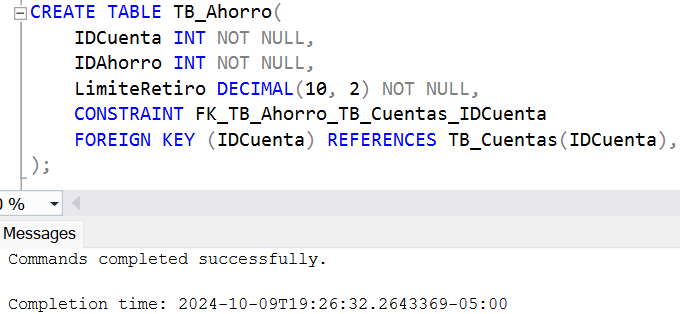 CREATE TABLE TB_Ahorro(
IDCuenta INT NOT NULL,
IDAhorro INT NOT NULL,
LimiteRetiro DECIMAL(10, 2) NOT NULL,
CONSTRAINT FK_TB_Ahorro_TB_Cuentas_IDCuenta
FOREIGN KEY (IDCuenta) REFERENCES TB_Cuentas(IDCuenta),
);
0 %
Messages
Commands completed successfully.
Completion time: 2024-10-09T19:26:32.2643369-05:00